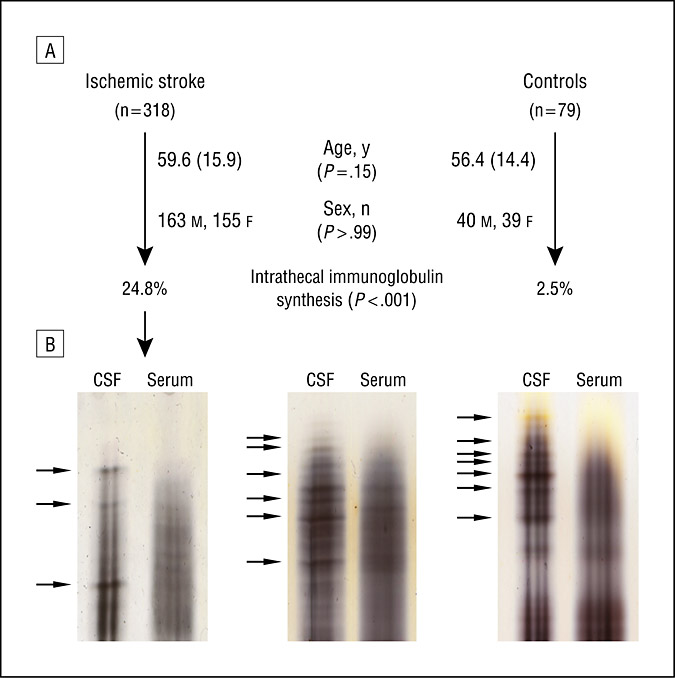 A
Ischemic stroke
(n=318)
Controls
(n=79)
59.6 (15.9)
Age, y
(P=.15)
56.4 (14.4)
163 M, 155 F
Sex, n
(P>.99)
40 M, 39 F
24.8%
Intrathecal immunoglobulin
synthesis (P<.001)
2.5%
B
CSF Serum
CSF Serum
CSF Serum